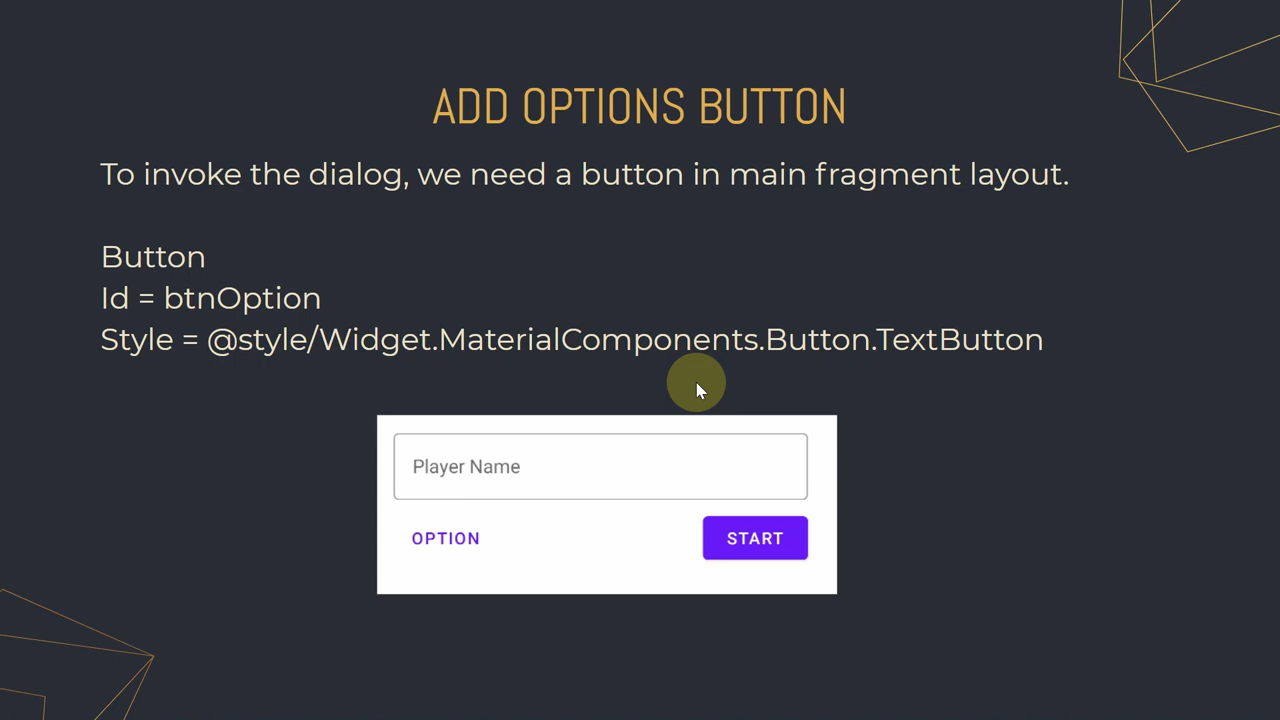 ADD OPTIONS BUTTON
To invoke the dialog, we need a button in main fragment layout.
Button
Id = btnOption
Style = @style/Widget.MaterialComponents.Button.TextButton
Player Name
OPTION
START